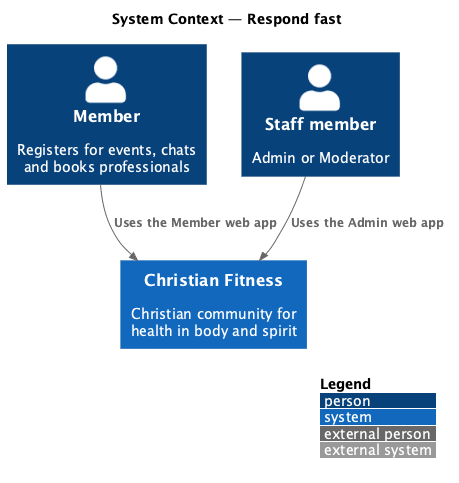 System Context — Respond fast
Member
Registers for events, chats
and books professionals
Staff member
Admin or Moderator
Uses the Member web app
Uses the Admin web app
Christian Fitness
Christian community for
health in body and spirit
Legend
person
system
external person
external system